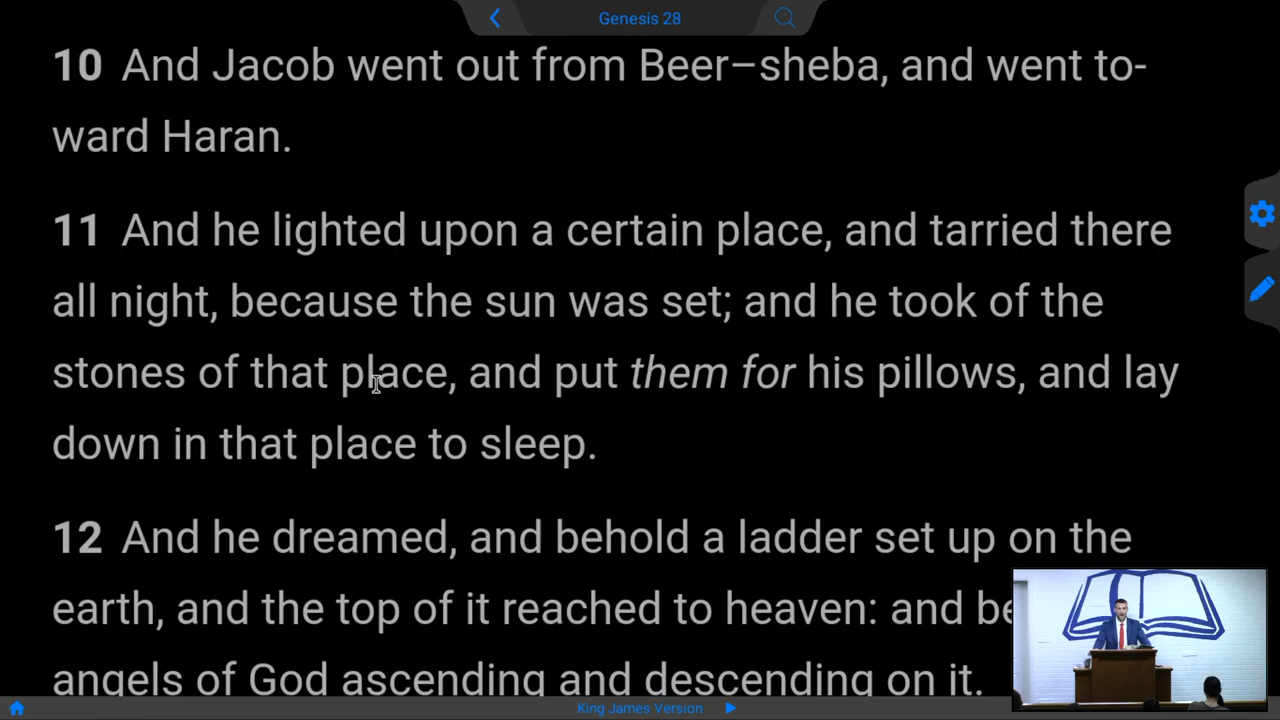 Genesis 28
10 And Jacob went out from Beer–sheba, and went to-
ward Haran.
11 And he lighted upon a certain place, and tarried there
all night, because the sun was set; and he took of the
stones of that place, and put them for his pillows, and lay
down in that place to sleep.
12 And he dreamed, and behold a ladder set up on the
earth, and the top of it reached to heaven: and be
angels of God ascending and descending on it.
King James Version